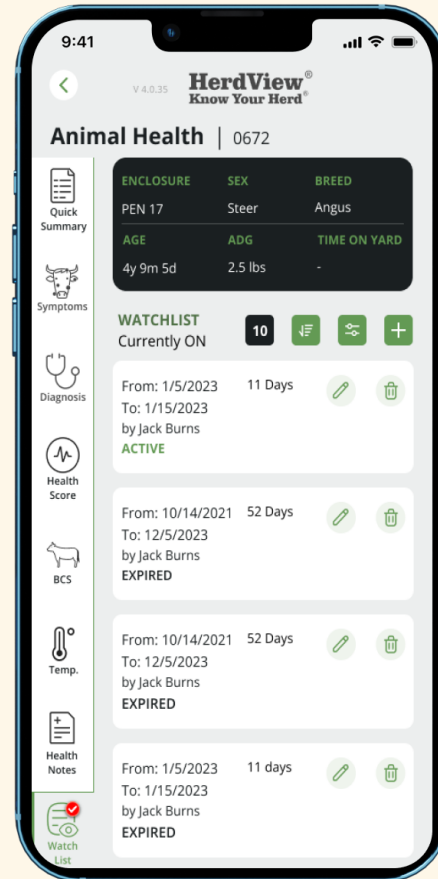 9:41
V 4.0.35
HerdView®
Know Your Herd®
Animal Health | 0672
Quick
Summary
Symptoms
Diagnosis
Health
Score
BCS
Temp.
Health
Notes
Watch
List
ENCLOSURE SEX BREED
PEN 17 Steer Angus
AGE ADG TIME ON YARD
4y 9m 5d 2.5 lbs -
WATCHLIST
Currently ON
10
From: 1/5/2023 11 Days
To: 1/15/2023
by Jack Burns
ACTIVE
From: 10/14/2021 52 Days
To: 12/5/2023
by Jack Burns
EXPIRED
From: 10/14/2021 52 Days
To: 12/5/2023
by Jack Burns
EXPIRED
From: 1/5/2023 11 days
To: 1/15/2023
by Jack Burns
EXPIRED